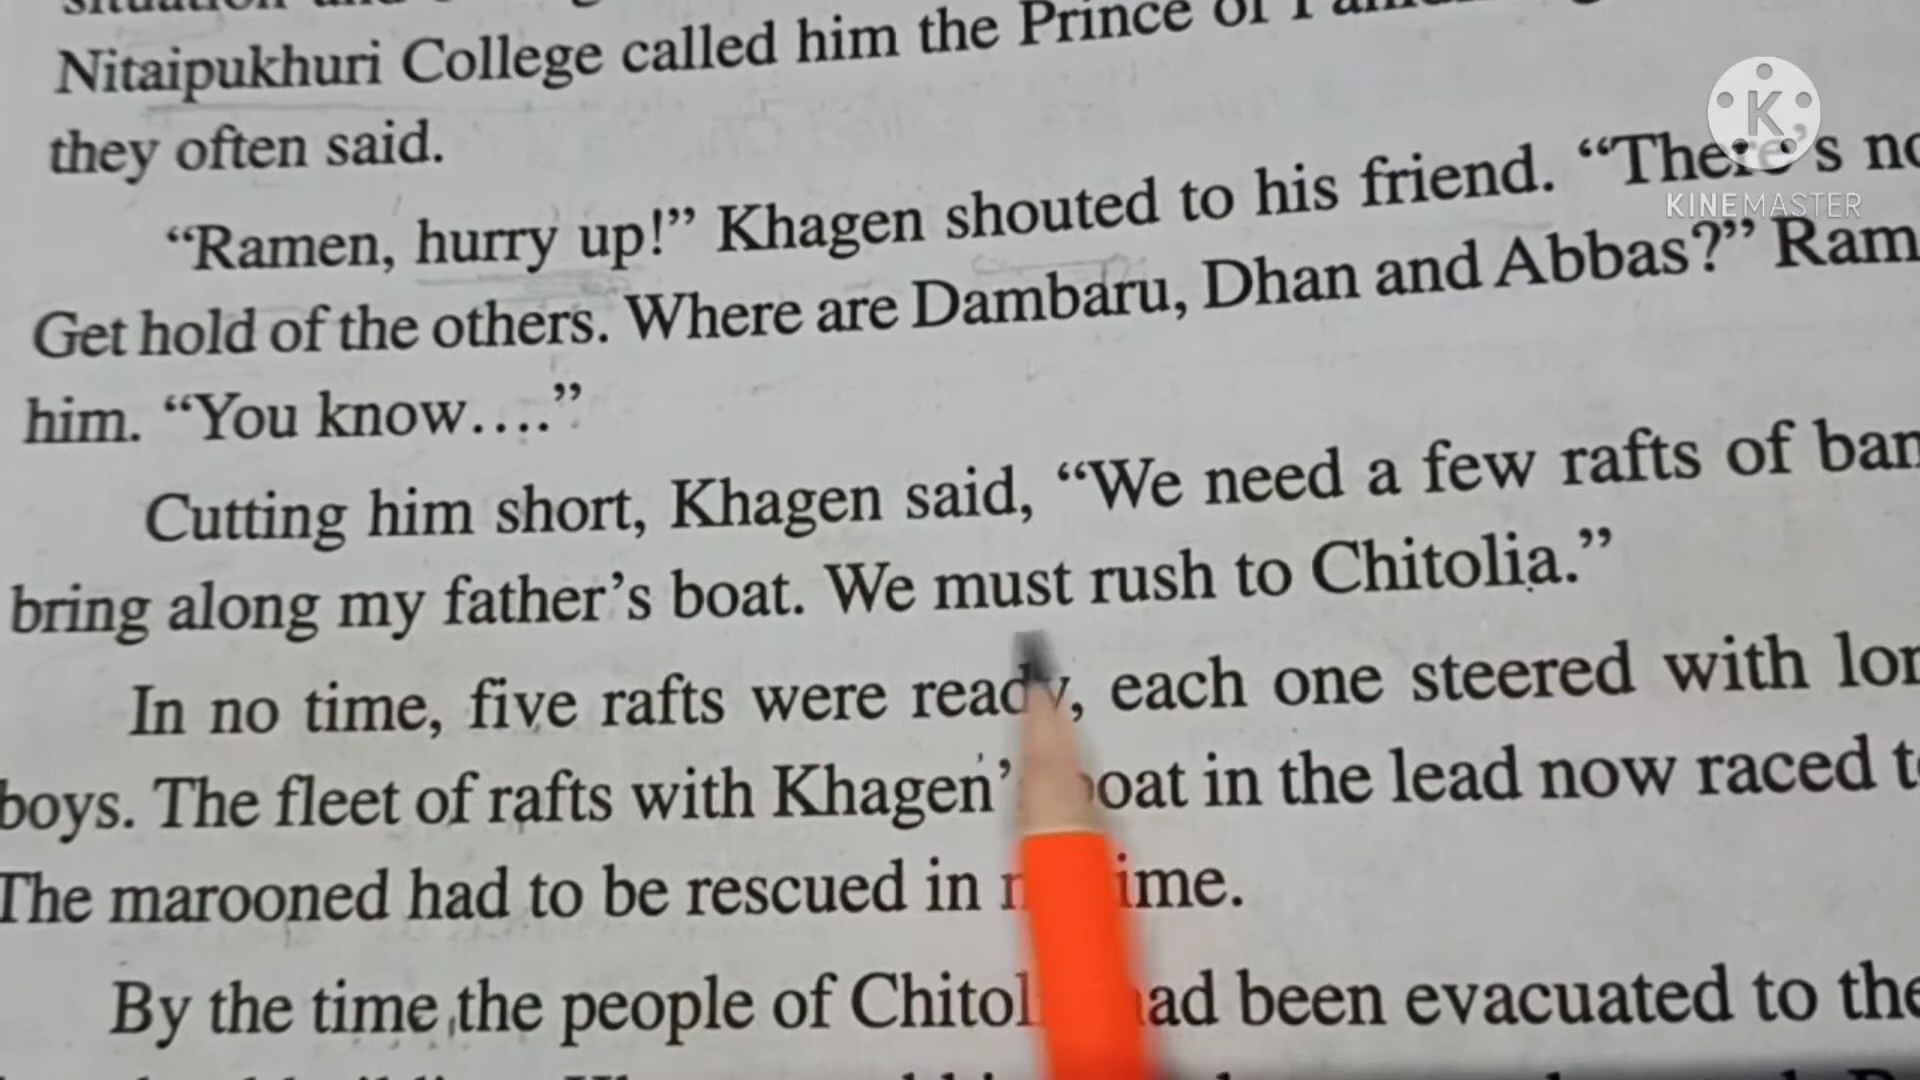 Nitaipukhuri College called him the Prince of
they often said.
“Ramen, hurry up!” Khagen shouted to his friend. “There’s
Get hold of the others. Where are Dambaru, Dhan and Abbas?” Ram
him. “You know....”
Cutting him short, Khagen said, “We need a few rafts of
bring along my father’s boat. We must rush to Chitolia.”
In no time, five rafts were ready, each one steered with
boys. The fleet of rafts with Khagen’ boat in the lead now raced
The marooned had to be rescued in
By the time the people of Chitol had been evacuated to the
KINEMASTER